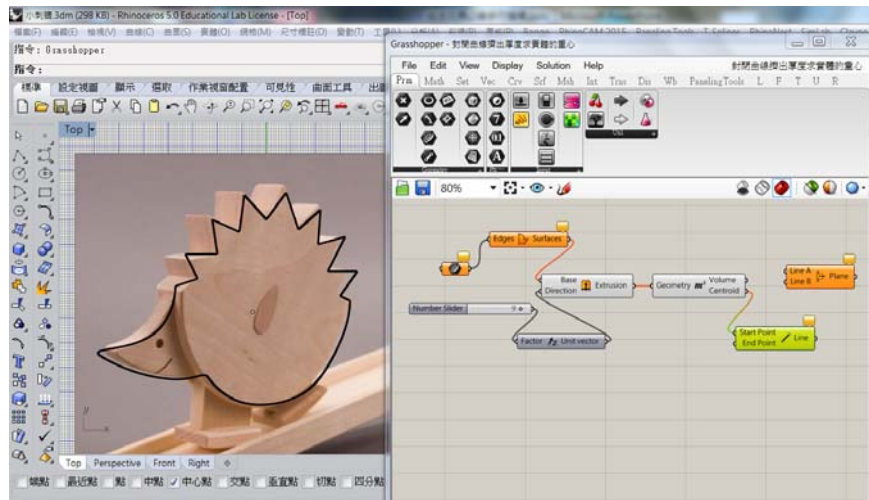 小刺蝟.3dm (298 KB) - Rhinoceros 5.0 Educational Lab License - [Top]
指令: Grasshopper
指令:
標準 設定視圖 顯示 選取 作業視窗配置 可見性 曲面工具
Top
y
x
Top Perspective Front Right
端點 最近點 點 中點 中心點 交點 垂直點 切點 四分點
Grasshopper - 封閉曲線擠出厚度求實體的重心
File Edit View Display Solution Help 封閉曲線擠出厚度求實體的重心
Prm Math Set Vec Crv Srf Msh Int Trns Dis Wb PanelingTools L F T U R
Geometry Util
80%
Edges Surfaces
Base
Direction Extrusion
Geometry m³ Volume
Centroid
Line A
Line B Plane
Number Slider 9
Factor Unit vector
Start Point
End Point Line